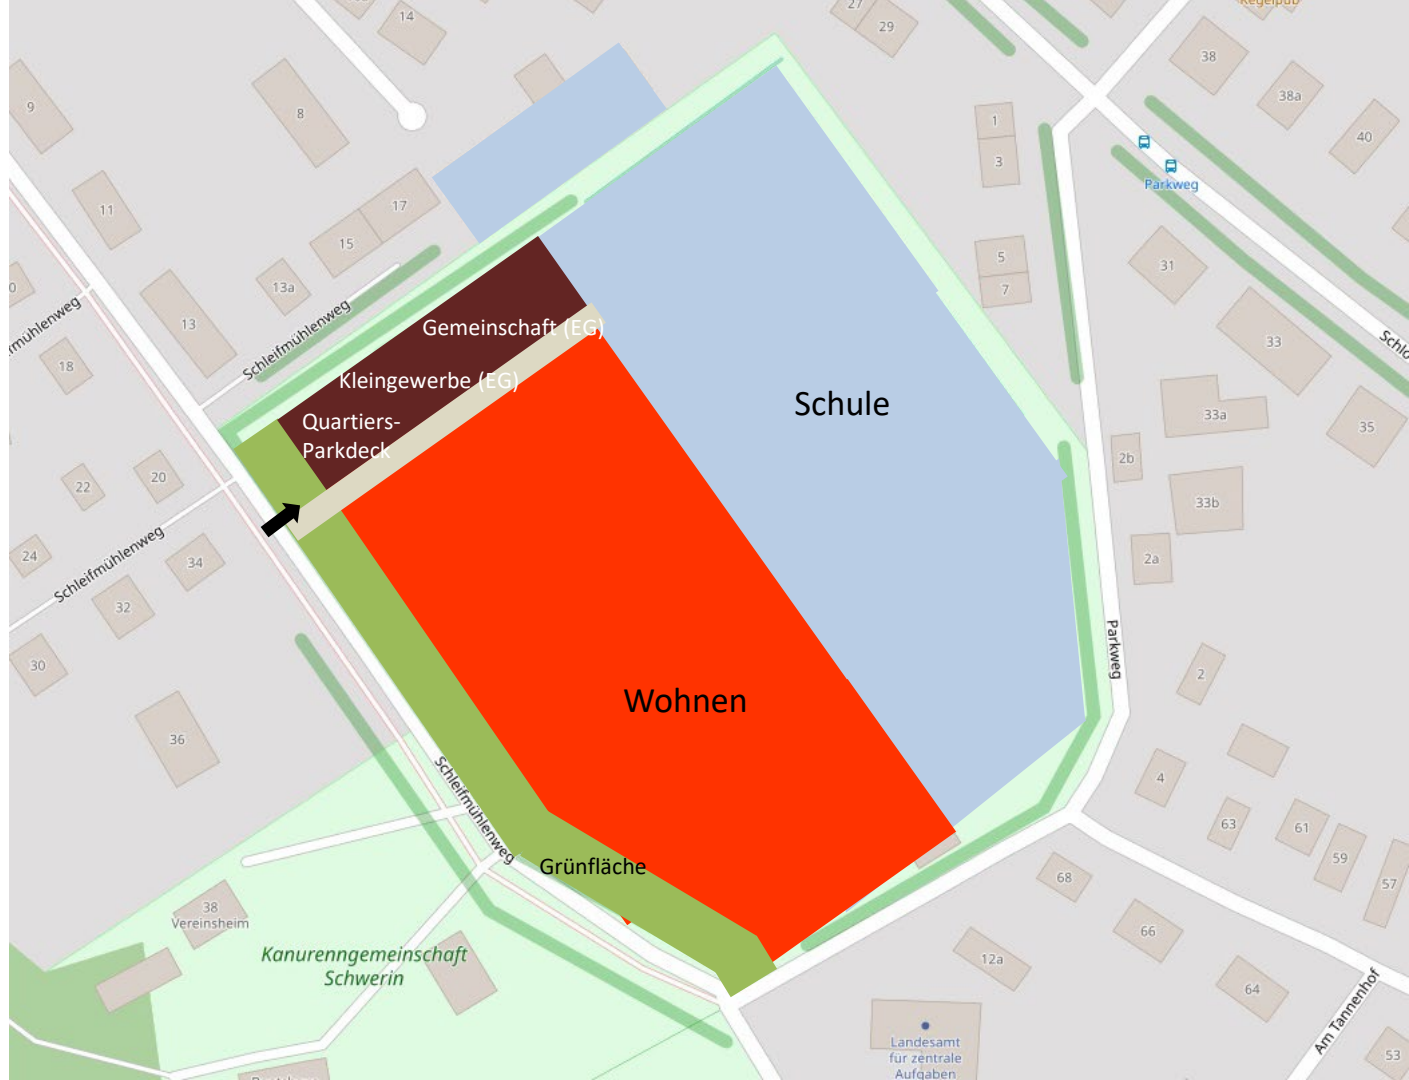 14
27
29
Kegelpub
38
38a
40
9
8
1
3
Parkweg
11
17
15
13a
13
Schleifmühlenweg
5
7
31
33
18
Gemeinschaft (EG)
Kleingewerbe (EG)
Quartiers-
Parkdeck
Schule
33a
35
2b
22
20
33b
24
Schleifmühlenweg
34
2a
32
30
Parkweg
2
Wohnen
36
4
Schleifmühlenweg
63
61
59
57
Grünfläche
68
38
Vereinsheim
66
Kanurenngemeinschaft
Schwerin
12a
64
Am Tannenhof
Landesamt
für zentrale
Aufgaben
53